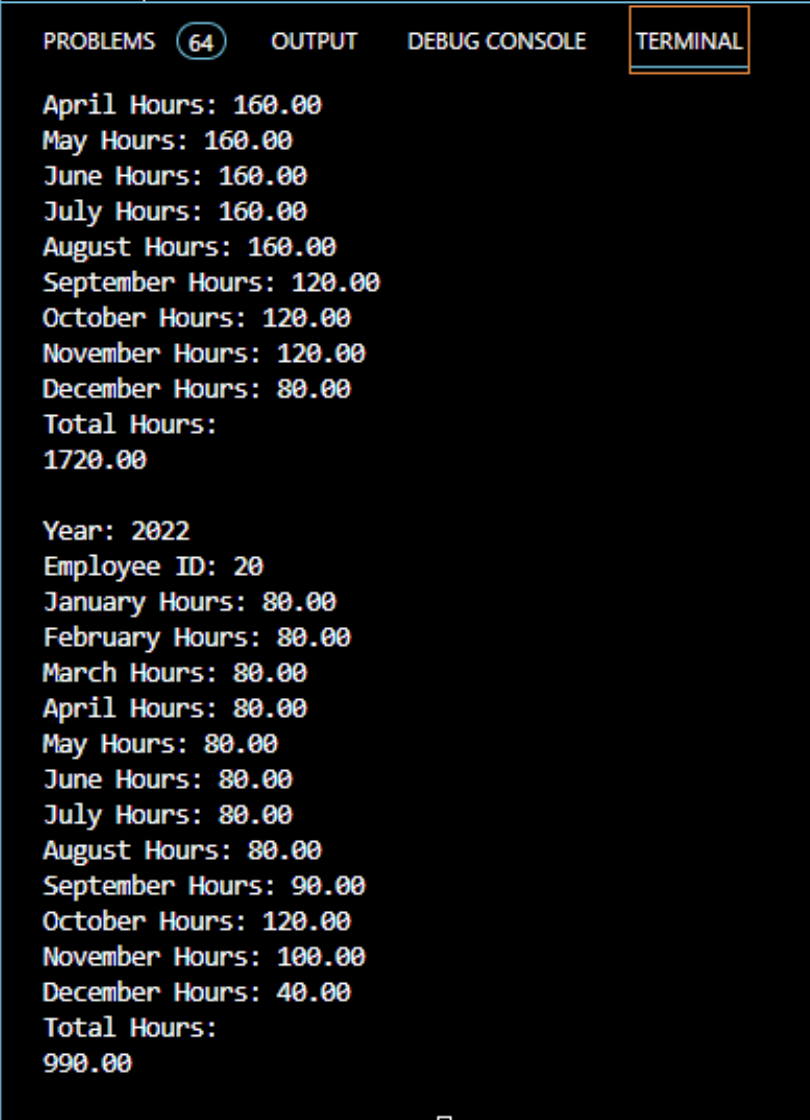 PROBLEMS 64 OUTPUT DEBUG CONSOLE TERMINAL
April Hours: 160.00
May Hours: 160.00
June Hours: 160.00
July Hours: 160.00
August Hours: 160.00
September Hours: 120.00
October Hours: 120.00
November Hours: 120.00
December Hours: 80.00
Total Hours:
1720.00

Year: 2022
Employee ID: 20
January Hours: 80.00
February Hours: 80.00
March Hours: 80.00
April Hours: 80.00
May Hours: 80.00
June Hours: 80.00
July Hours: 80.00
August Hours: 80.00
September Hours: 90.00
October Hours: 120.00
November Hours: 100.00
December Hours: 40.00
Total Hours:
990.00